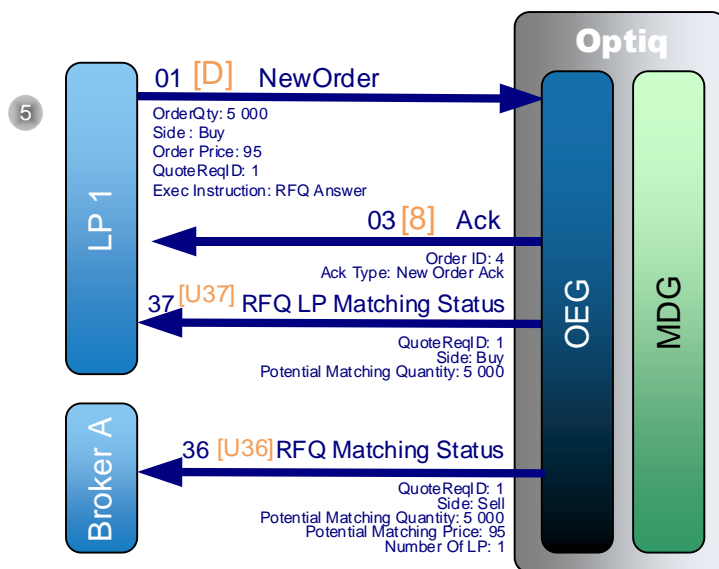 Optiq
5
LP 1
01 [D] NewOrder
OrderQty: 5 000
Side : Buy
Order Price: 95
QuoteReqID: 1
Exec Instruction: RFQ Answer
03 [8] Ack
Order ID: 4
Ack Type: New Order Ack
37 [U37] RFQ LP Matching Status
QuoteReqID: 1
Side: Buy
Potential Matching Quantity: 5 000
OEG
MDG
Broker A
36 [U36] RFQ Matching Status
QuoteReqID: 1
Side: Sell
Potential Matching Quantity: 5 000
Potential Matching Price: 95
Number Of LP: 1